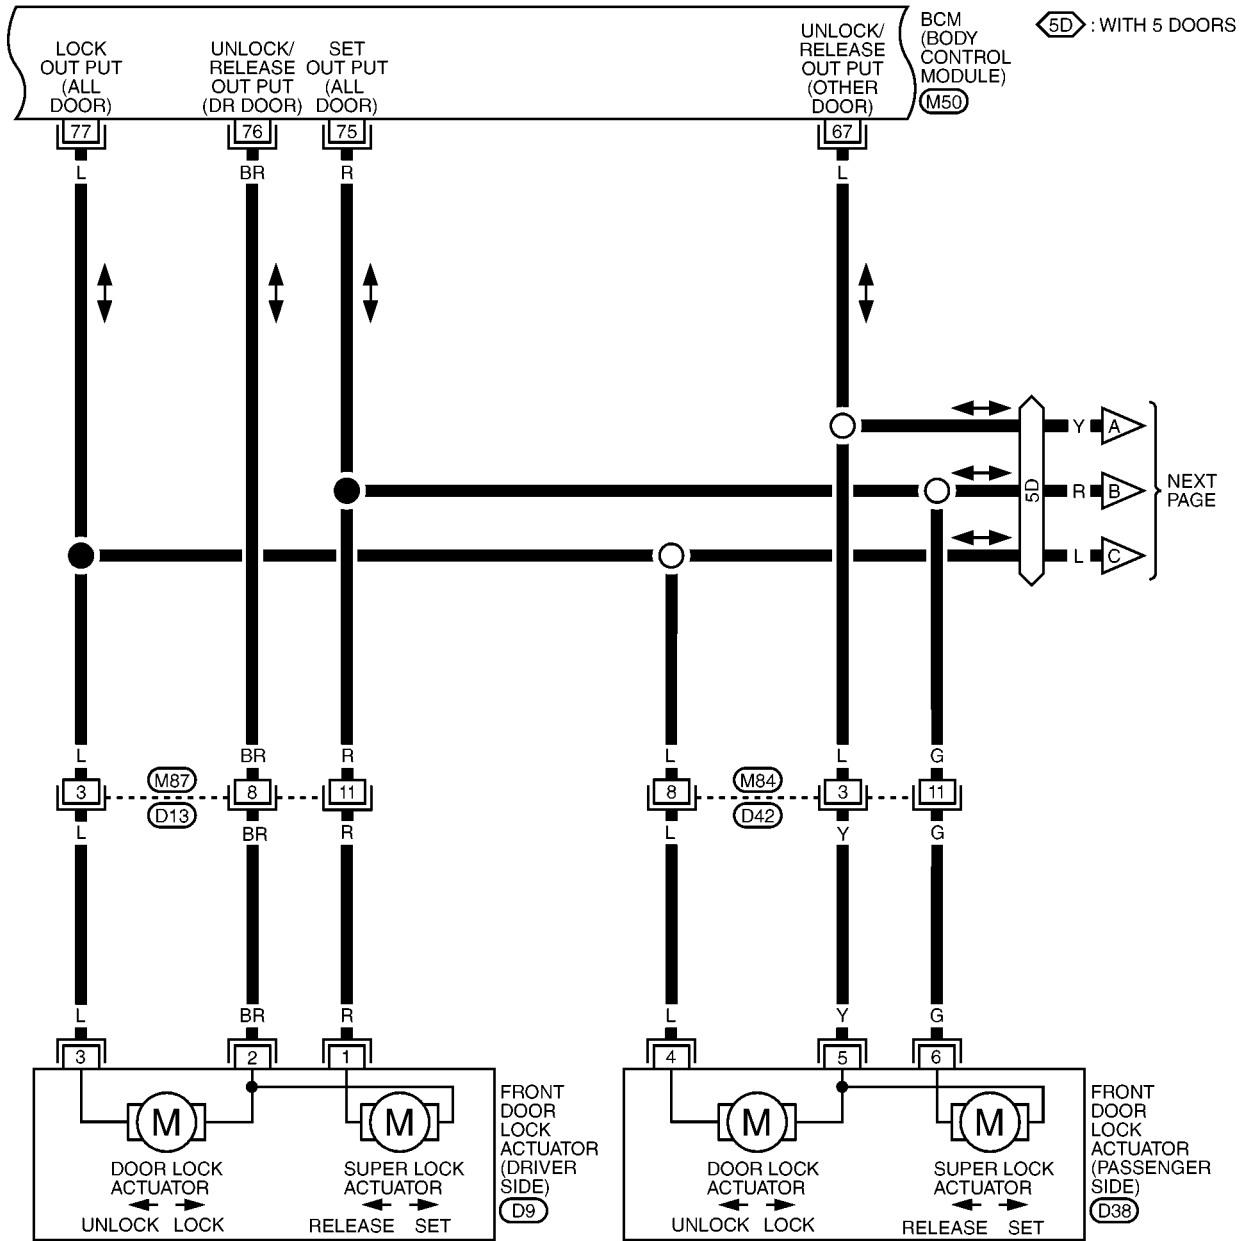 LOCK
OUT PUT
(ALL
DOOR)
UNLOCK/
RELEASE
OUT PUT
(DR DOOR)
SET
OUT PUT
(ALL
DOOR)
UNLOCK/
RELEASE
OUT PUT
(OTHER
DOOR)
BCM
(BODY
CONTROL
MODULE)
M50
5D : WITH 5 DOORS
77 76 75 67
L BR R L
Y A
R B
L C
5D
NEXT
PAGE
L BR R L L G
3 M87 8 11 8 M84 3 11
D13 D42
L BR R L Y G
L BR R L Y G
3 2 1 4 5 6
M M M M
DOOR LOCK
ACTUATOR
UNLOCK LOCK
SUPER LOCK
ACTUATOR
RELEASE SET
FRONT
DOOR
LOCK
ACTUATOR
(DRIVER
SIDE)
D9
DOOR LOCK
ACTUATOR
UNLOCK LOCK
SUPER LOCK
ACTUATOR
RELEASE SET
FRONT
DOOR
LOCK
ACTUATOR
(PASSENGER
SIDE)
D38